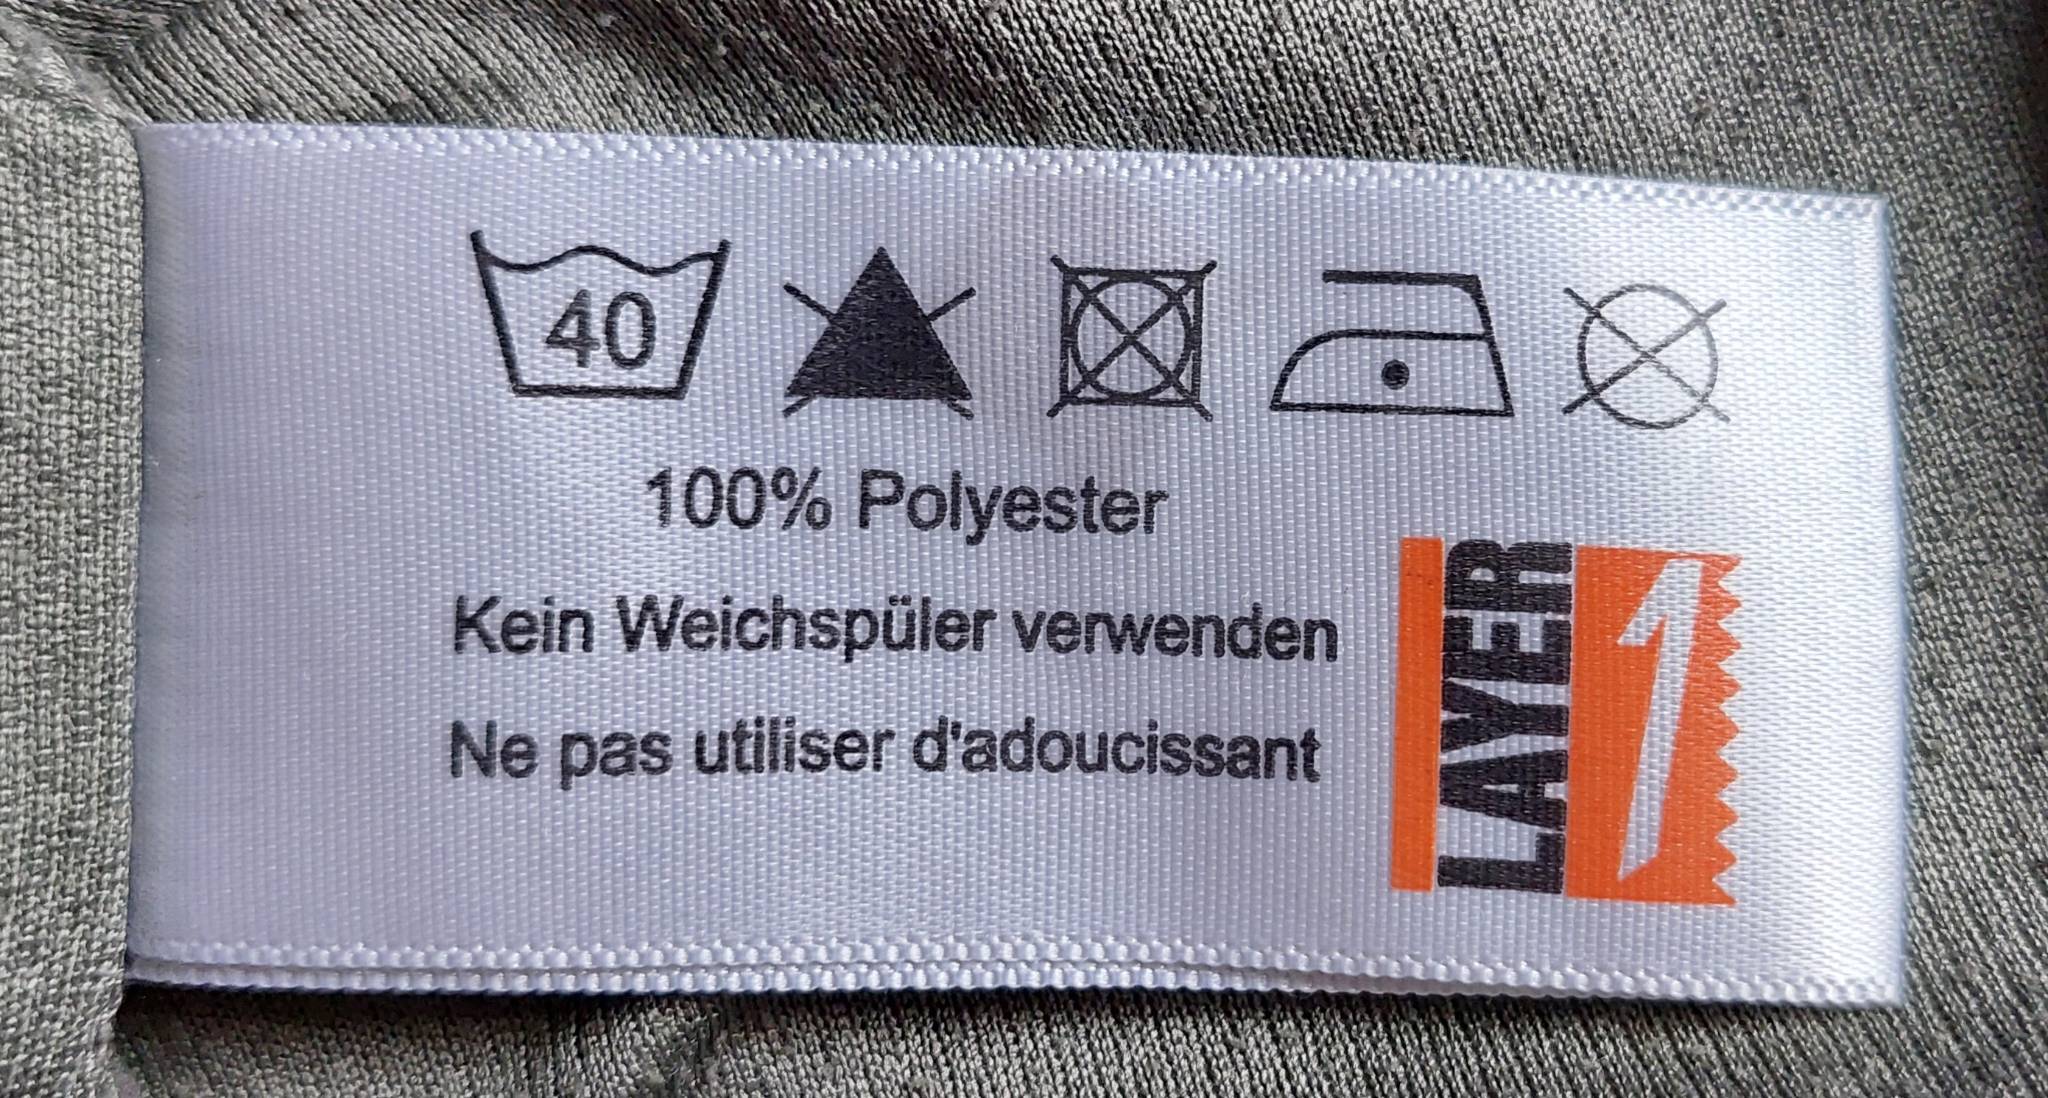 40
100% Polyester
Kein Weichspüler verwenden
Ne pas utiliser d'adoucissant
LAYER
1